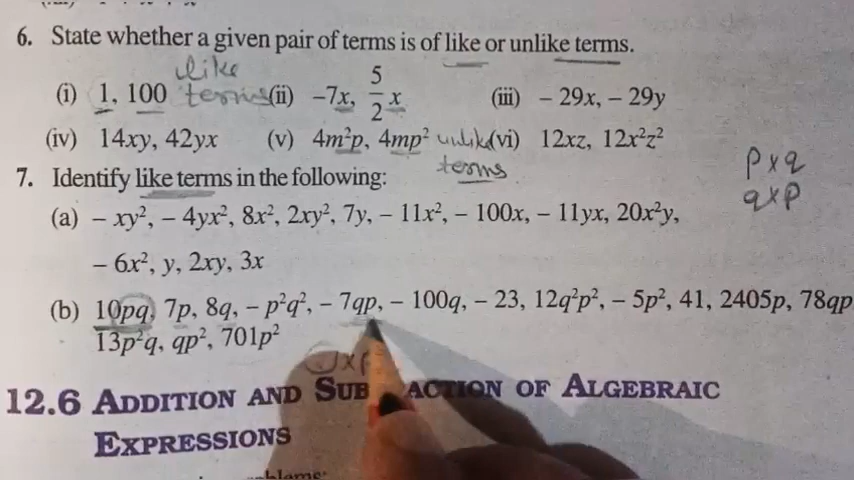 6. State whether a given pair of terms is of like or unlike terms.
like
(i) 1, 100 terms (ii) −7x, 5/2 x (iii) − 29x, − 29y
(iv) 14xy, 42yx (v) 4m²p, 4mp² unlike (vi) 12xz, 12x²z²
terms
p x q
7. Identify like terms in the following:
q x p
(a) − xy², − 4yx², 8x², 2xy², 7y, − 11x², − 100x, − 11yx, 20x²y,
− 6x², y, 2xy, 3x
(b) 10pq, 7p, 8q, − p²q², − 7qp, − 100q, − 23, 12q²p², − 5p², 41, 2405p, 78qp
13p²q, qp², 701p²
12.6 ADDITION AND SUB ACTION OF ALGEBRAIC
EXPRESSIONS